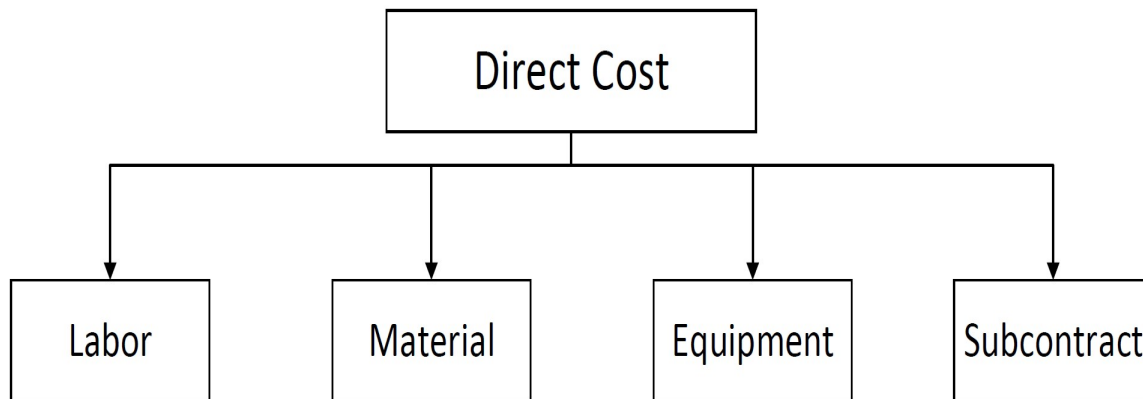 Direct Cost
Labor
Material
Equipment
Subcontract